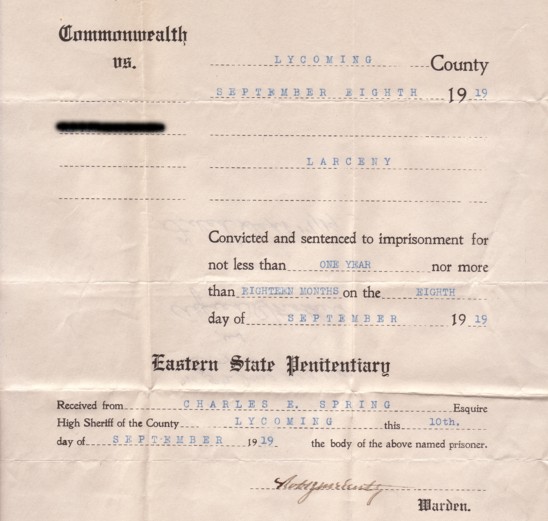 Commonwealth
vs.
LYCOMING County
SEPTEMBER EIGHTH 19 19
LARCENY
Convicted and sentenced to imprisonment for
not less than ONE YEAR nor more
than EIGHTEEN MONTHS on the EIGHTH
day of SEPTEMBER 19 19
Eastern State Penitentiary
Received from CHARLES E. SPRING Esquire
High Sheriff of the County LYCOMING this 10th.
day of SEPTEMBER 19 19 the body of the above named prisoner.
Warden.